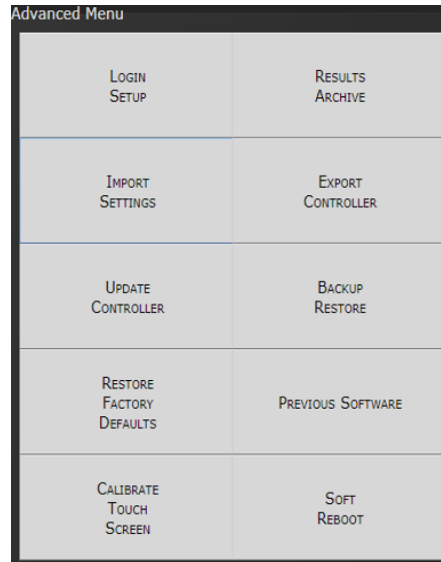 Advanced Menu
Login
Setup
Results
Archive
Import
Settings
Export
Controller
Update
Controller
Backup
Restore
Restore
Factory
Defaults
Previous Software
Calibrate
Touch
Screen
Soft
Reboot